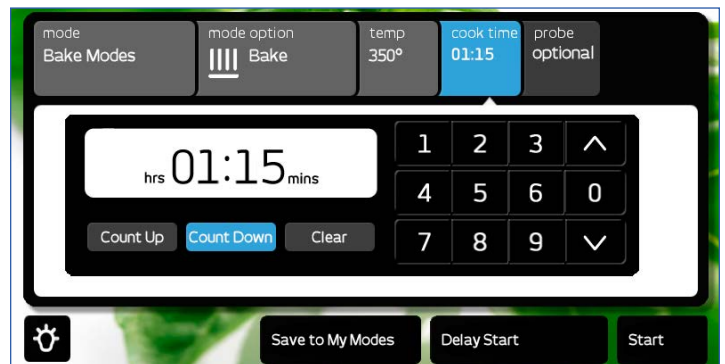 mode
Bake Modes
mode option
Bake
temp
350°
cook time
01:15
probe
optional
hrs 01:15 mins
Count Up Count Down Clear
1 2 3
4 5 6 0
7 8 9
Save to My Modes Delay Start Start